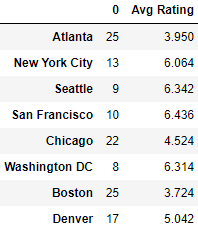 0 Avg Rating
Atlanta 25 3.950
New York City 13 6.064
Seattle 9 6.342
San Francisco 10 6.436
Chicago 22 4.524
Washington DC 8 6.314
Boston 25 3.724
Denver 17 5.042